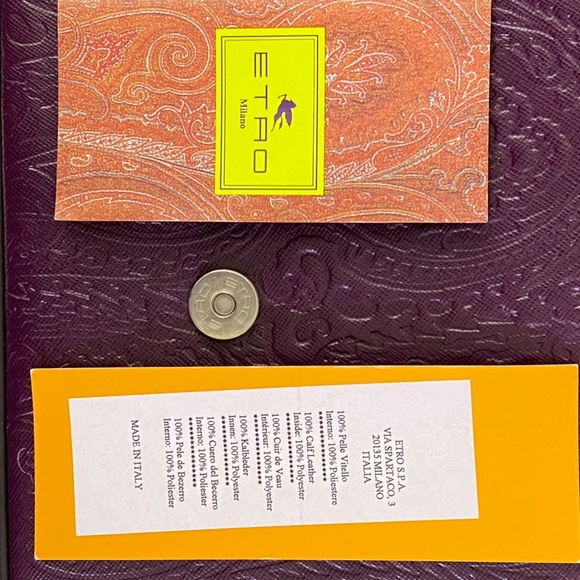 ETRO
Milano
ETRO
ETRO
ETRO S.P.A.
VIA SPARTACO, 3
20135 MILANO
ITALIA
100% Pelle Vitello
Interno: 100% Poliestere
****************
100% Calf Leather
Inside: 100% Polyester
****************
100% Cuir de Veau
Intérieur: 100% Polyester
****************
100% Kalbleder
Innen: 100% Polyester
****************
100% Cuero del Becerro
Interno: 100% Poliester
****************
100% Pele de Bezerro
Interno: 100% Poliester
MADE IN ITALY